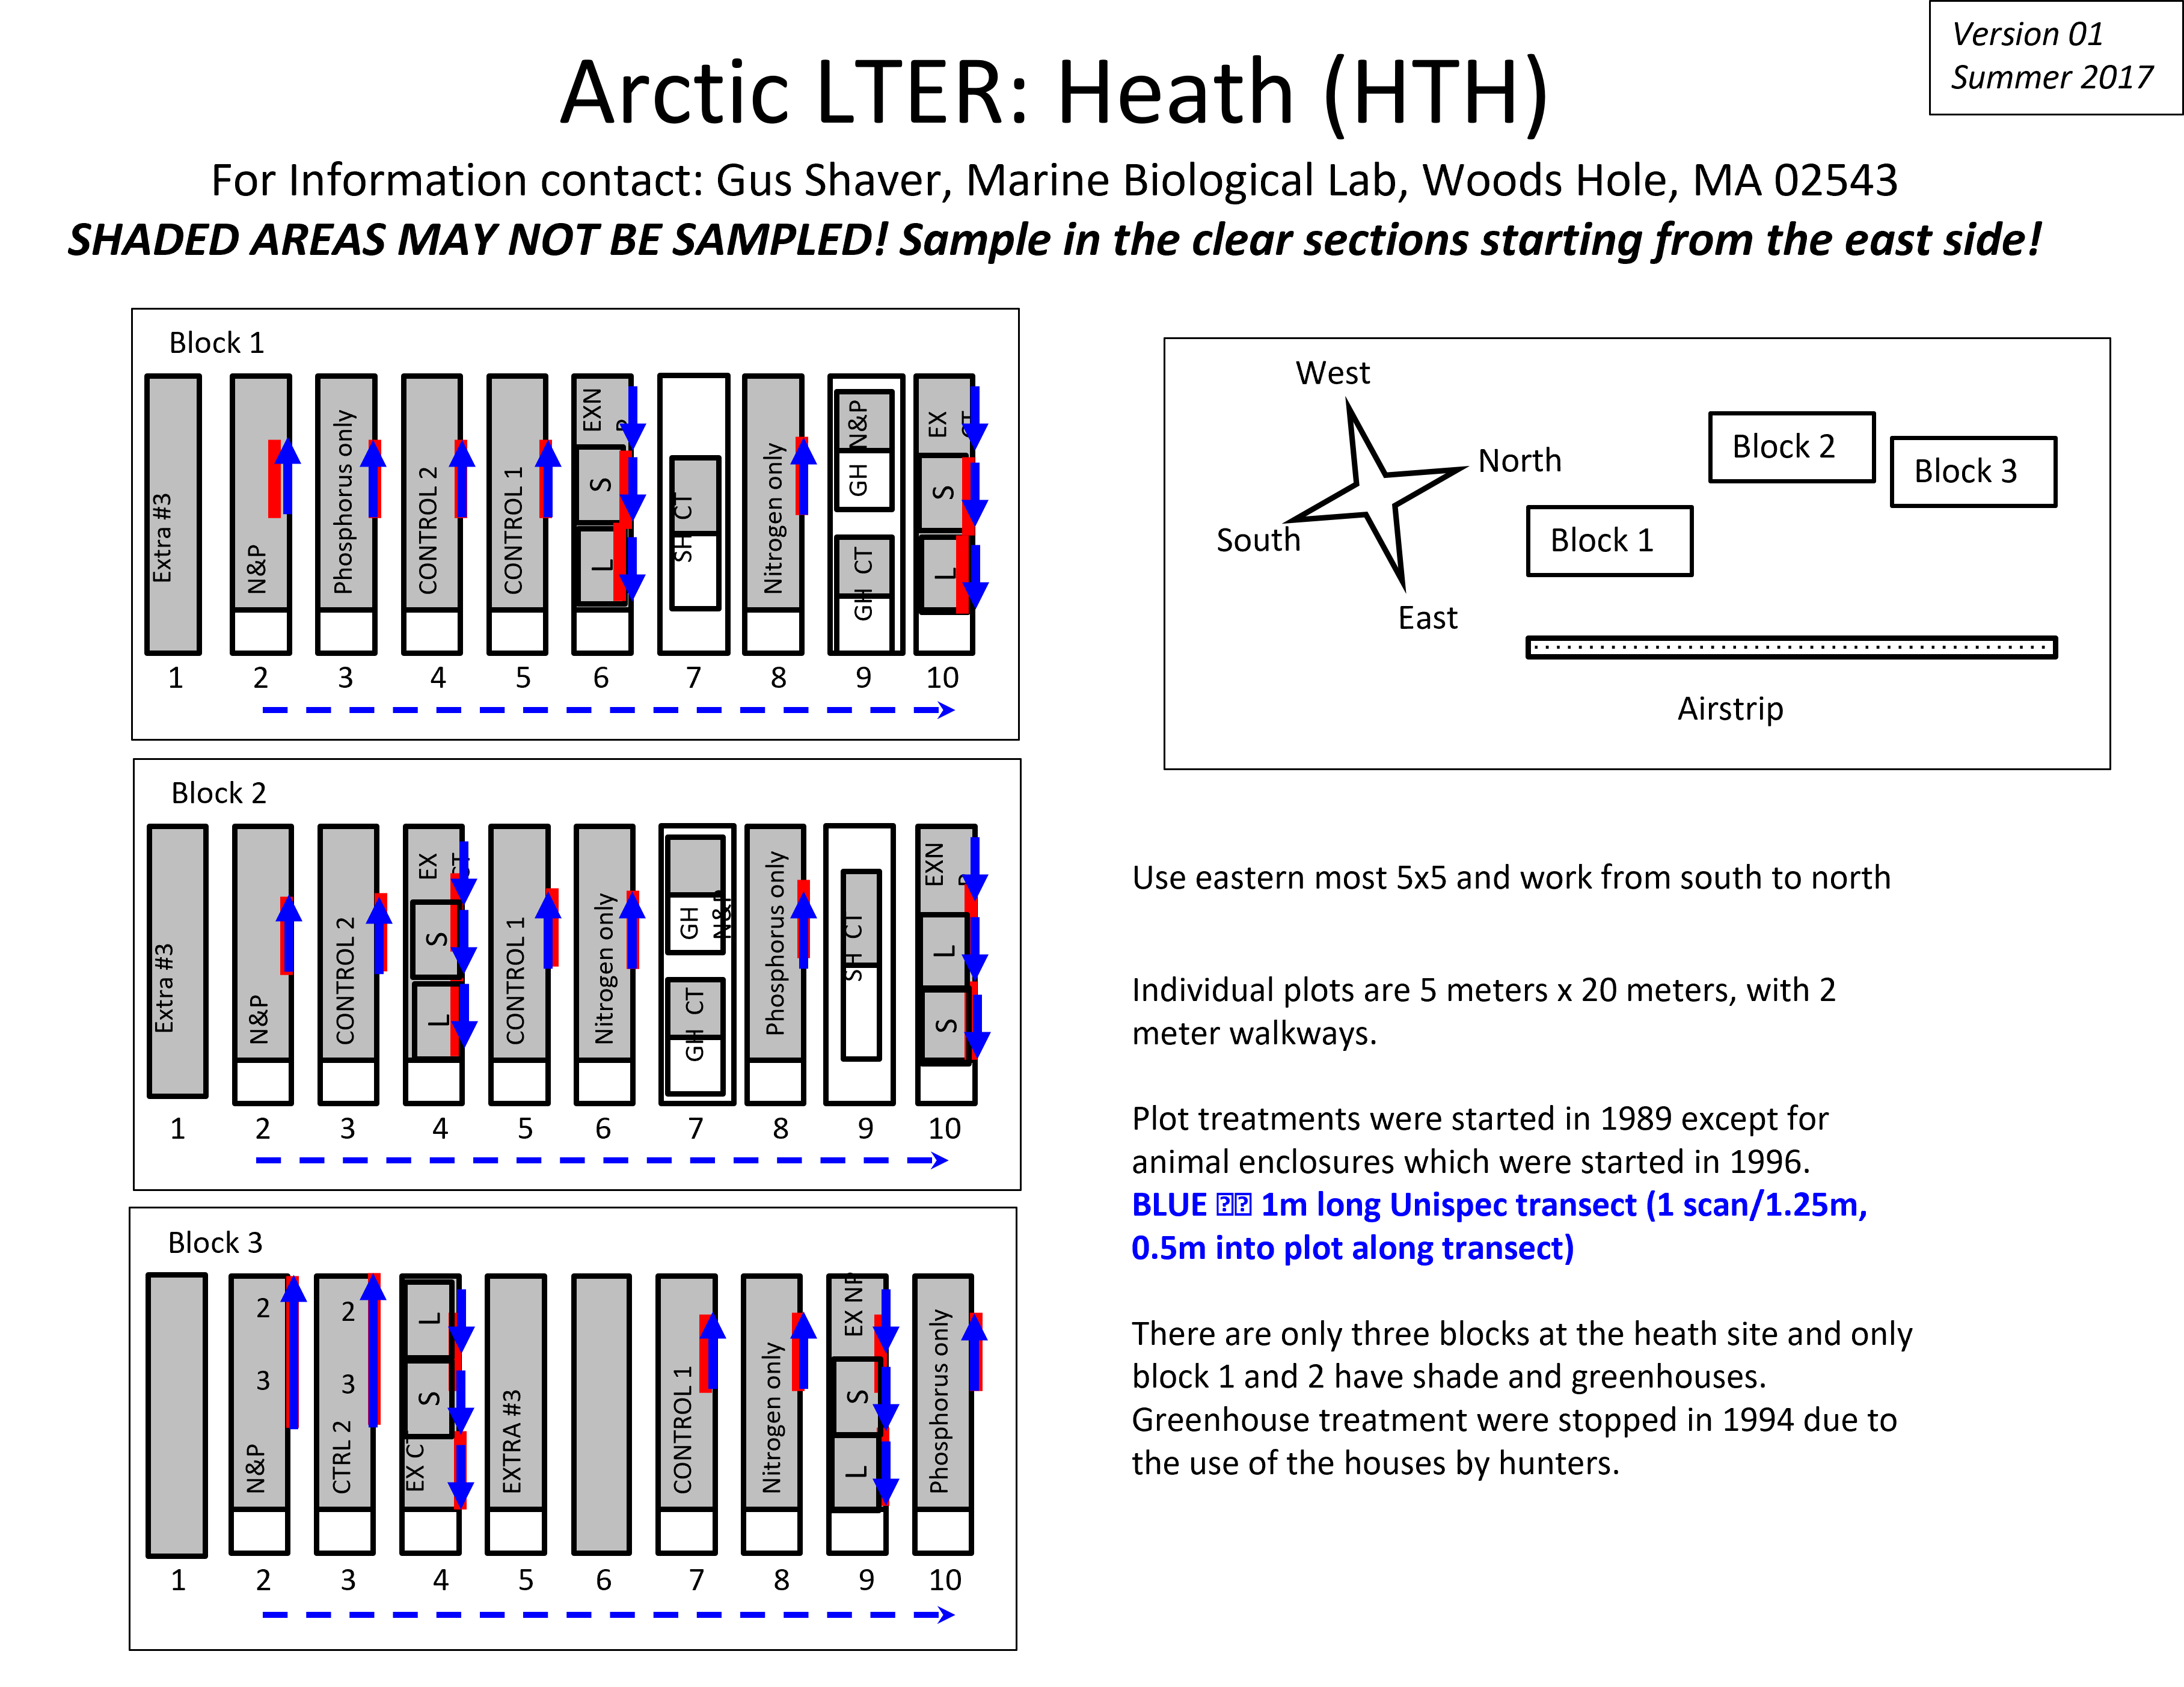 Version 01
Summer 2017
Arctic LTER: Heath (HTH)
For Information contact: Gus Shaver, Marine Biological Lab, Woods Hole, MA 02543
SHADED AREAS MAY NOT BE SAMPLED! Sample in the clear sections starting from the east side!
Block 1
Extra #3
N&P
Phosphorus only
CONTROL 2
CONTROL 1
EXN
P
S
L
SH CT
Nitrogen only
GH N&P
GH CT
EX
CT
S
L
1 2 3 4 5 6 7 8 9 10
Block 2
Extra #3
N&P
CONTROL 2
EX
CT
S
L
CONTROL 1
Nitrogen only
GH
N&P
GH CT
Phosphorus only
SH CT
EXN
P
L
S
1 2 3 4 5 6 7 8 9 10
Block 3
2
3
N&P
2
3
CTRL 2
L
S
EX CT
EXTRA #3
CONTROL 1
Nitrogen only
EX NP
S
L
Phosphorus only
1 2 3 4 5 6 7 8 9 10
West
North
South
East
Block 2
Block 3
Block 1
Airstrip
Use eastern most 5x5 and work from south to north
Individual plots are 5 meters x 20 meters, with 2
meter walkways.
Plot treatments were started in 1989 except for
animal enclosures which were started in 1996.
BLUE 1m long Unispec transect (1 scan/1.25m,
0.5m into plot along transect)
There are only three blocks at the heath site and only
block 1 and 2 have shade and greenhouses.
Greenhouse treatment were stopped in 1994 due to
the use of the houses by hunters.